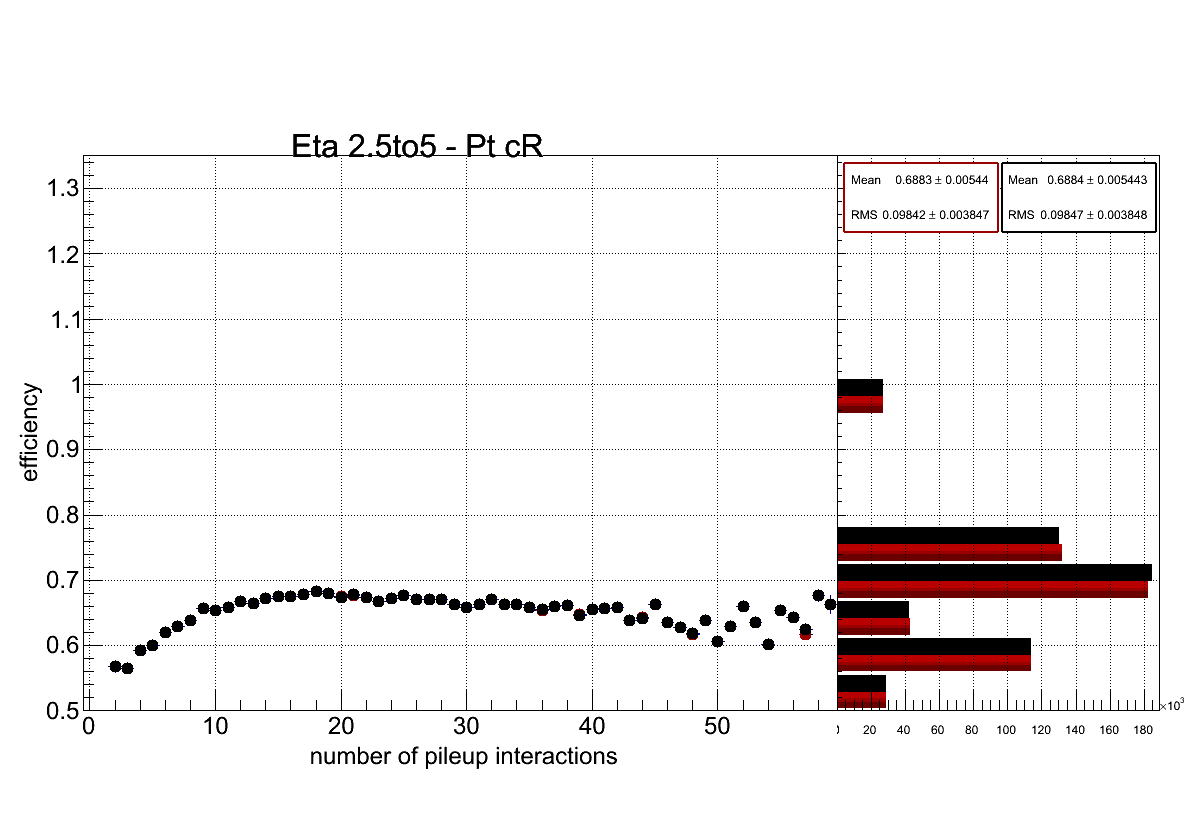 Eta 2.5to5 - Pt cR
Mean 0.6883 ± 0.00544
RMS 0.09842 ± 0.003847
Mean 0.6884 ± 0.005443
RMS 0.09847 ± 0.003848
efficiency
1.3
1.2
1.1
1
0.9
0.8
0.7
0.6
0.5
0 10 20 30 40 50
number of pileup interactions
20 40 60 80 100 120 140 160 180
×10³